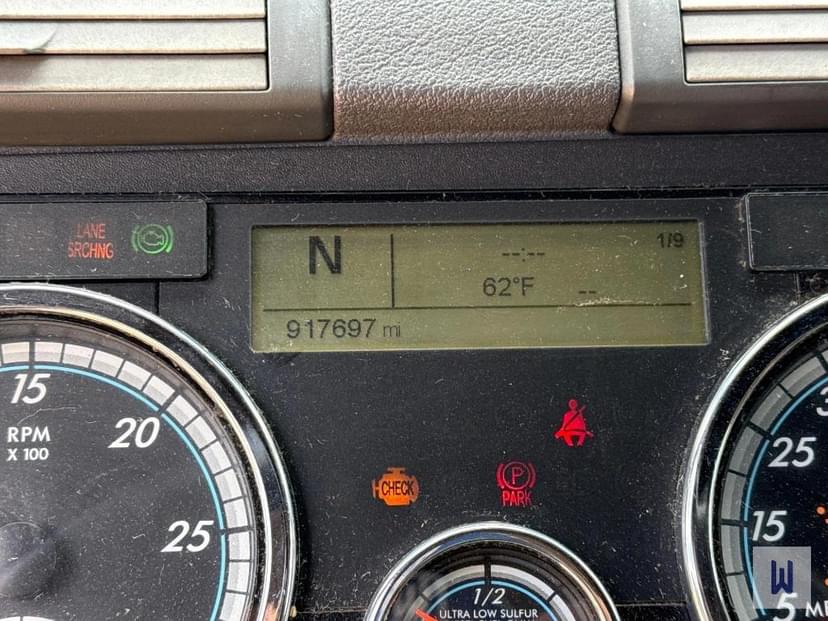 LANE
SRCHNG
N
--:--
1/9
62°F
--
917697 mi
15
RPM
X 100
20
25
CHECK
P
PARK
1/2
ULTRA LOW SULFUR
25
15
5
W